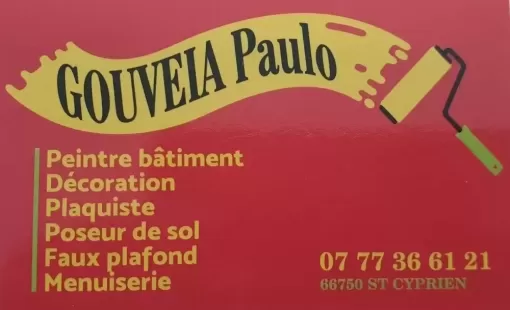 GOUVEIA Paulo
Peintre bâtiment
Décoration
Plaquiste
Poseur de sol
Faux plafond
Menuiserie
07 77 36 61 21
66750 ST CYPRIEN